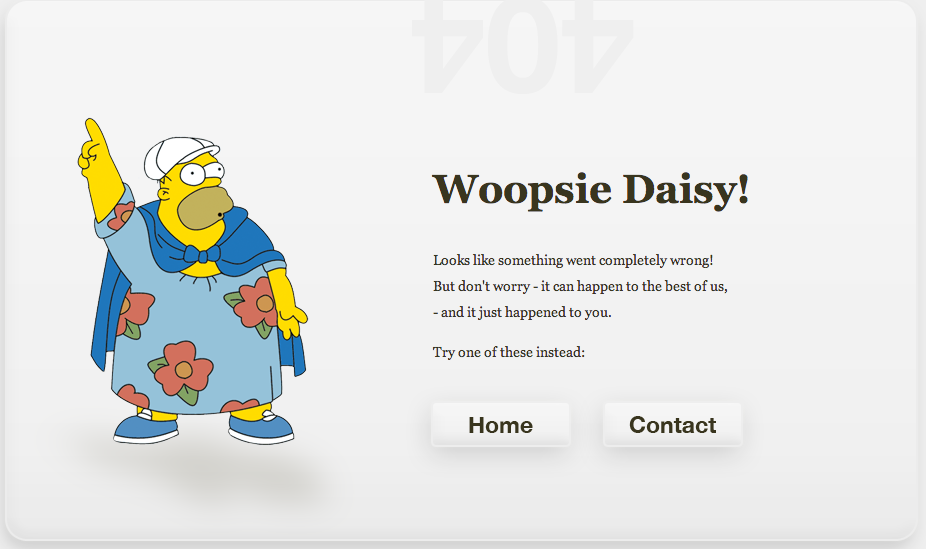 404
Woopsie Daisy!
Looks like something went completely wrong!
But don't worry - it can happen to the best of us,
- and it just happened to you.
Try one of these instead:
Home
Contact